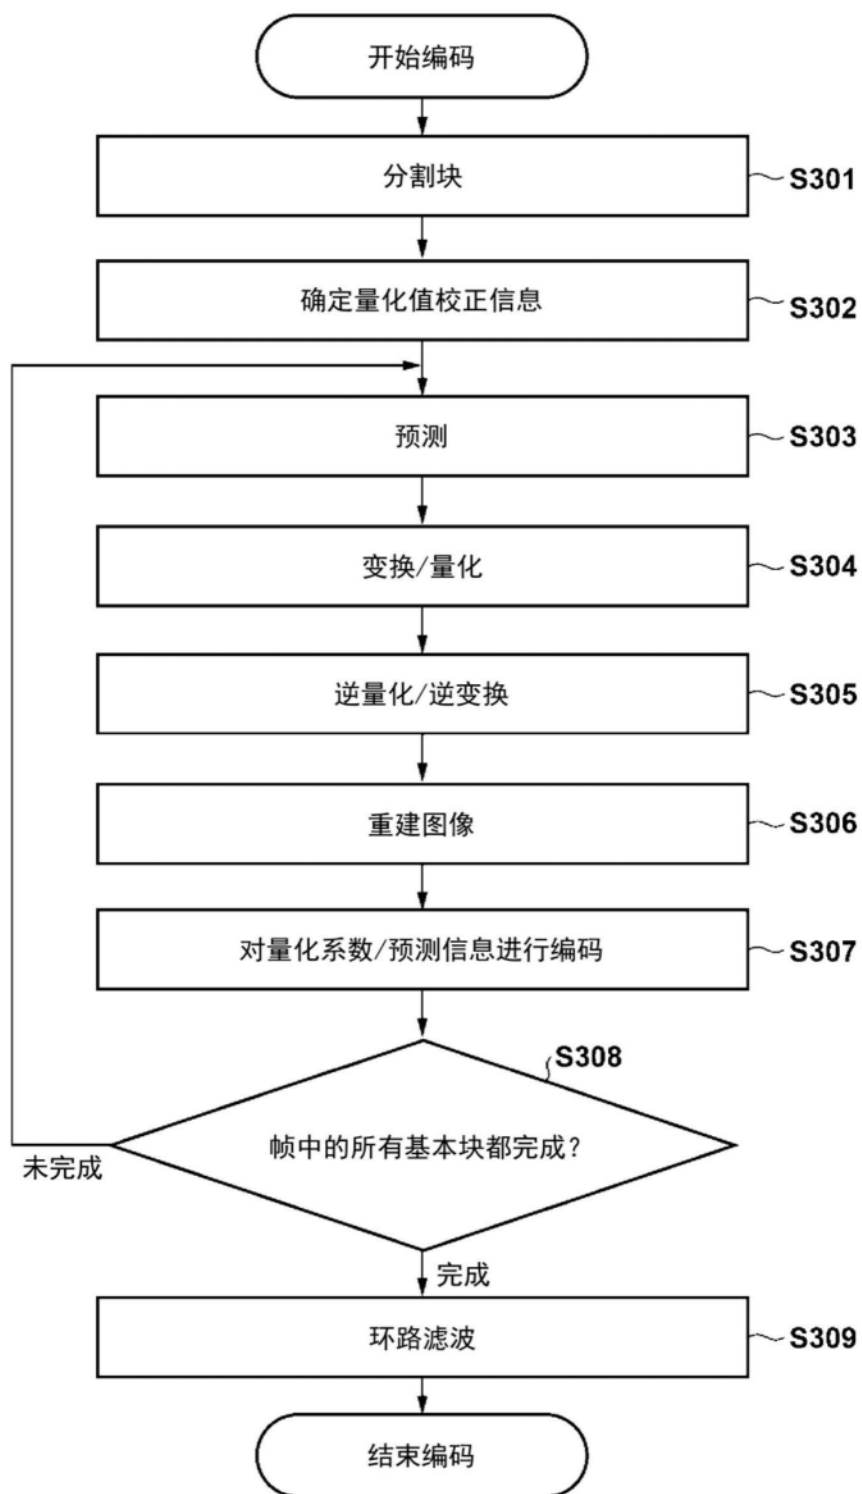 开始编码
分割块
S301
确定量化值校正信息
S302
预测
S303
变换/量化
S304
逆量化/逆变换
S305
重建图像
S306
对量化系数/预测信息进行编码
S307
S308
帧中的所有基本块都完成?
未完成
完成
环路滤波
S309
结束编码